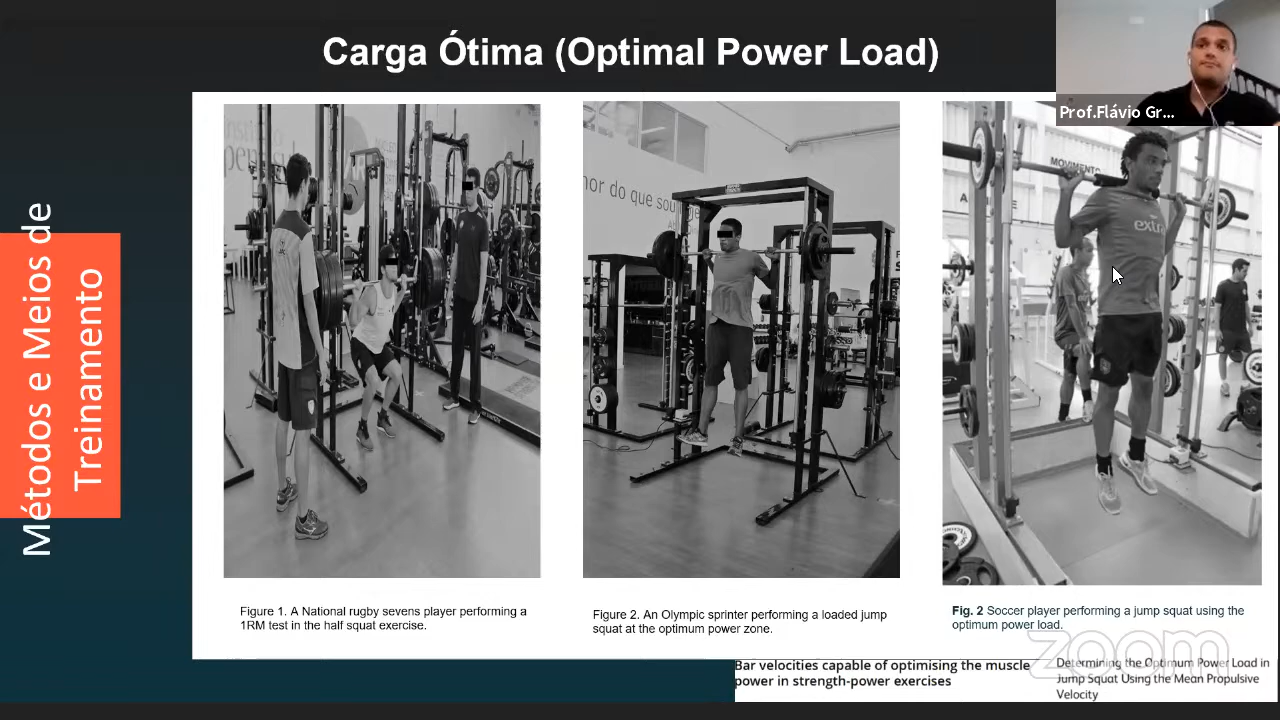 Carga Ótima (Optimal Power Load)
Prof.Flávio Gr...
Métodos e Meios de
Treinamento
MOVIMENTO
extra
Figure 1. A National rugby sevens player performing a
1RM test in the half squat exercise.
Figure 2. An Olympic sprinter performing a loaded jump
squat at the optimum power zone.
Fig. 2 Soccer player performing a jump squat using the
optimum power load.
zoom
Bar velocities capable of optimising the muscle
power in strength-power exercises
Determining the Optimum Power Load in
Jump Squat Using the Mean Propulsive
Velocity